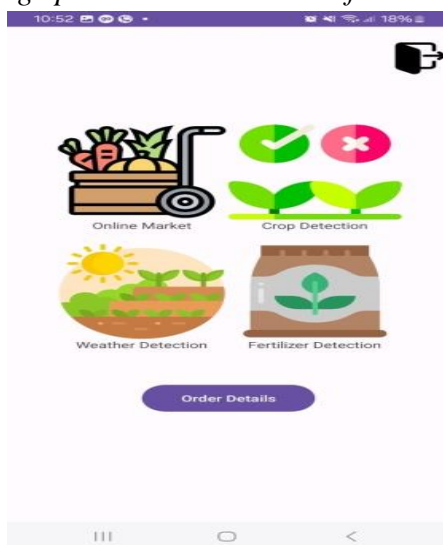 10:52
18%
Online Market
Crop Detection
Weather Detection
Fertilizer Detection
Order Details